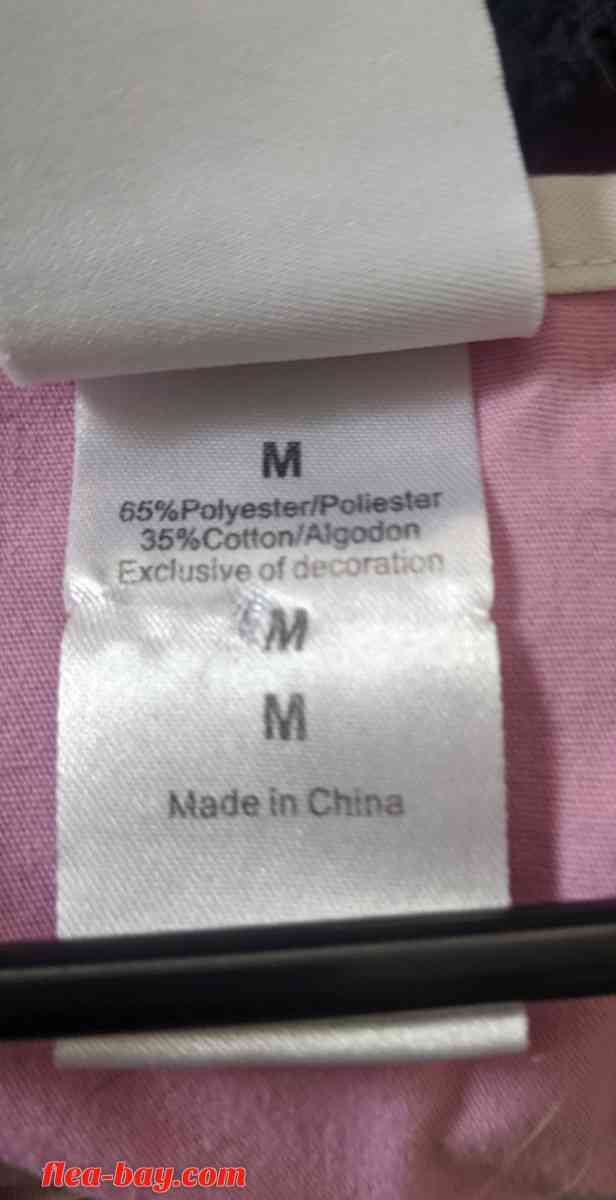 M
65%Polyester/Poliester
35%Cotton/Algodon
Exclusive of decoration
M
M
Made in China
flea-bay.com